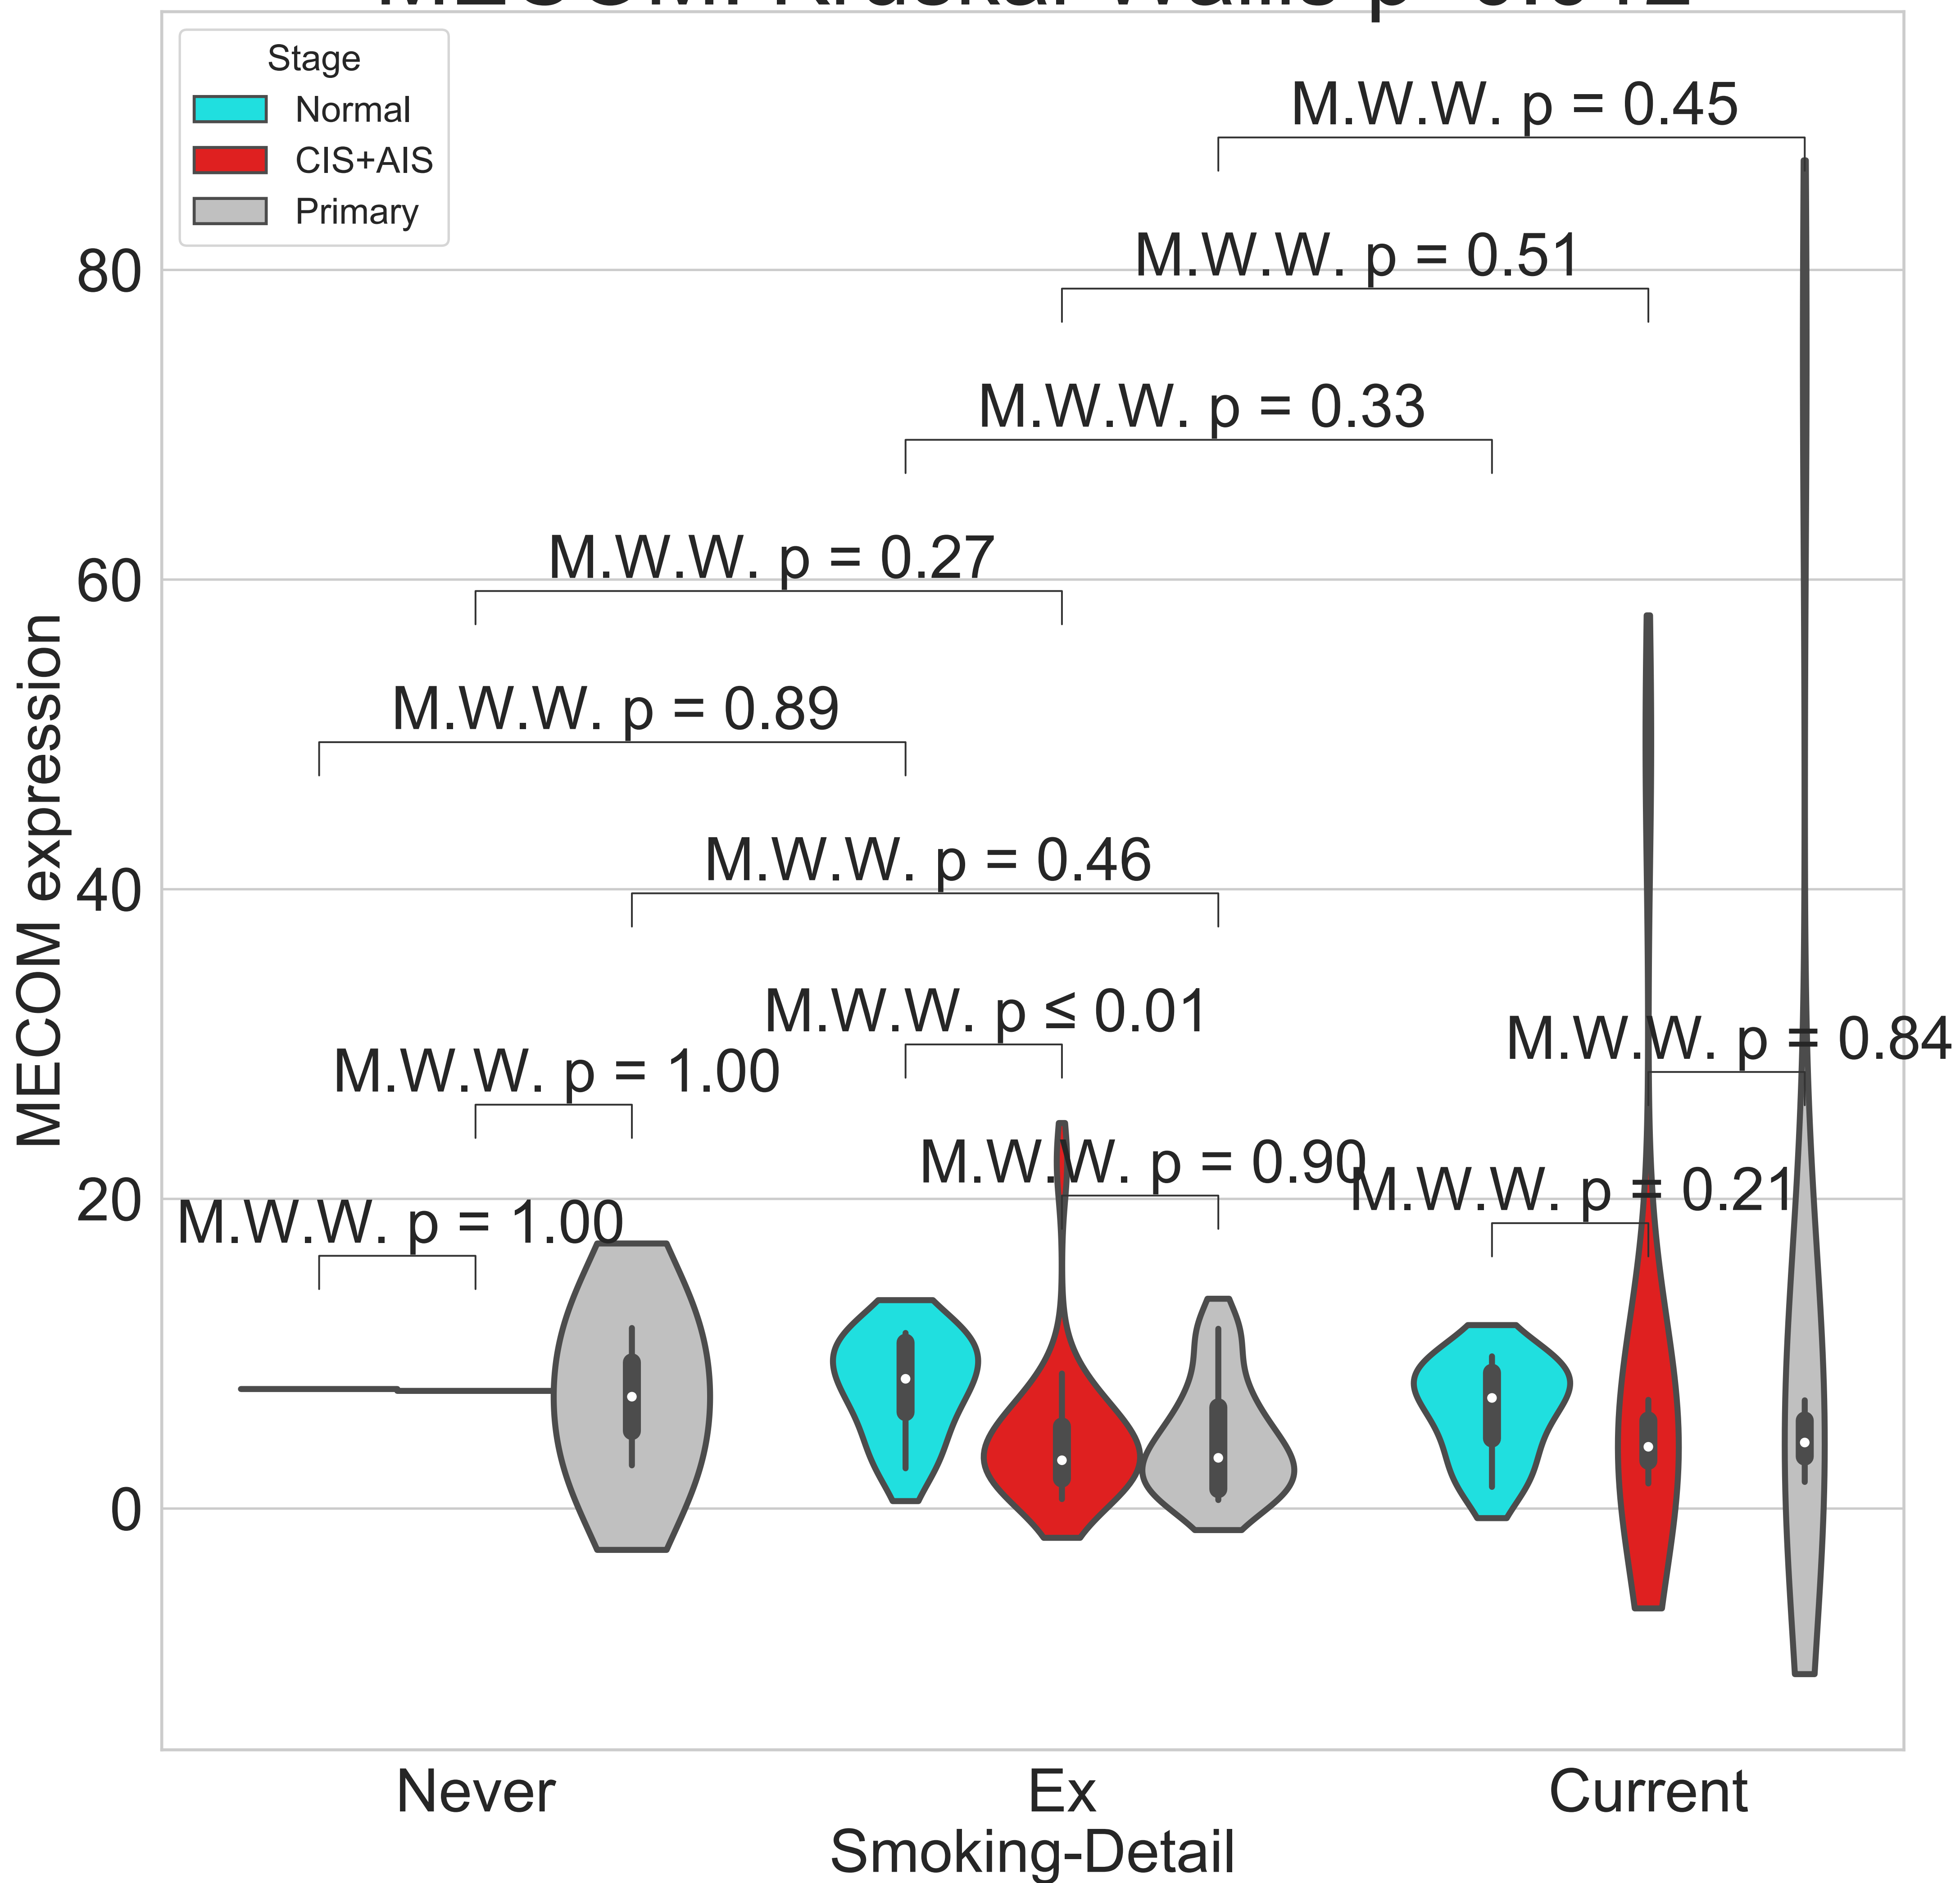 Stage
Normal
CIS+AIS
Primary
M.W.W. p = 0.45
M.W.W. p = 0.51
M.W.W. p = 0.33
M.W.W. p = 0.27
M.W.W. p = 0.89
M.W.W. p = 0.46
M.W.W. p ≤ 0.01
M.W.W. p = 0.84
M.W.W. p = 1.00
M.W.W. p = 0.90
M.W.W. p = 0.21
M.W.W. p = 1.00
80
60
40
20
0
MECOM expression
Never
Ex
Current
Smoking-Detail